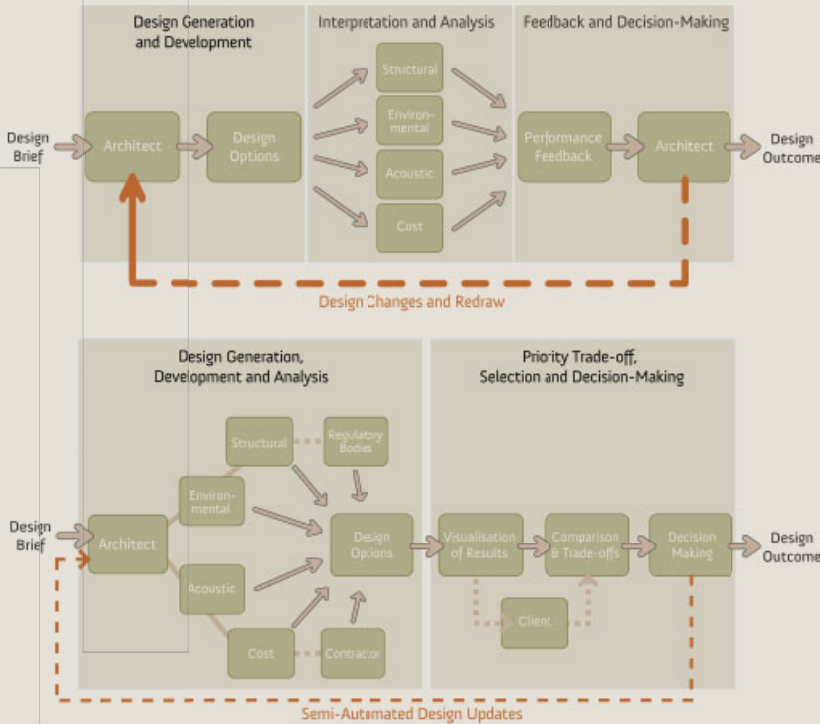 Design Generation
and Development
Interpretation and Analysis
Feedback and Decision-Making
Design
Brief
Architect
Design
Options
Structural
Environ-
mental
Acoustic
Cost
Performance
Feedback
Architect
Design
Outcome
Design Changes and Redraw
Design Generation,
Development and Analysis
Priority Trade-off,
Selection and Decision-Making
Structural
Regulatory
Bodies
Environ-
mental
Design
Brief
Architect
Design
Options
Visualisation
of Results
Comparison
& Trade-offs
Decision
Making
Design
Outcome
Acoustic
Client
Cost
Contractor
Semi-Automated Design Updates